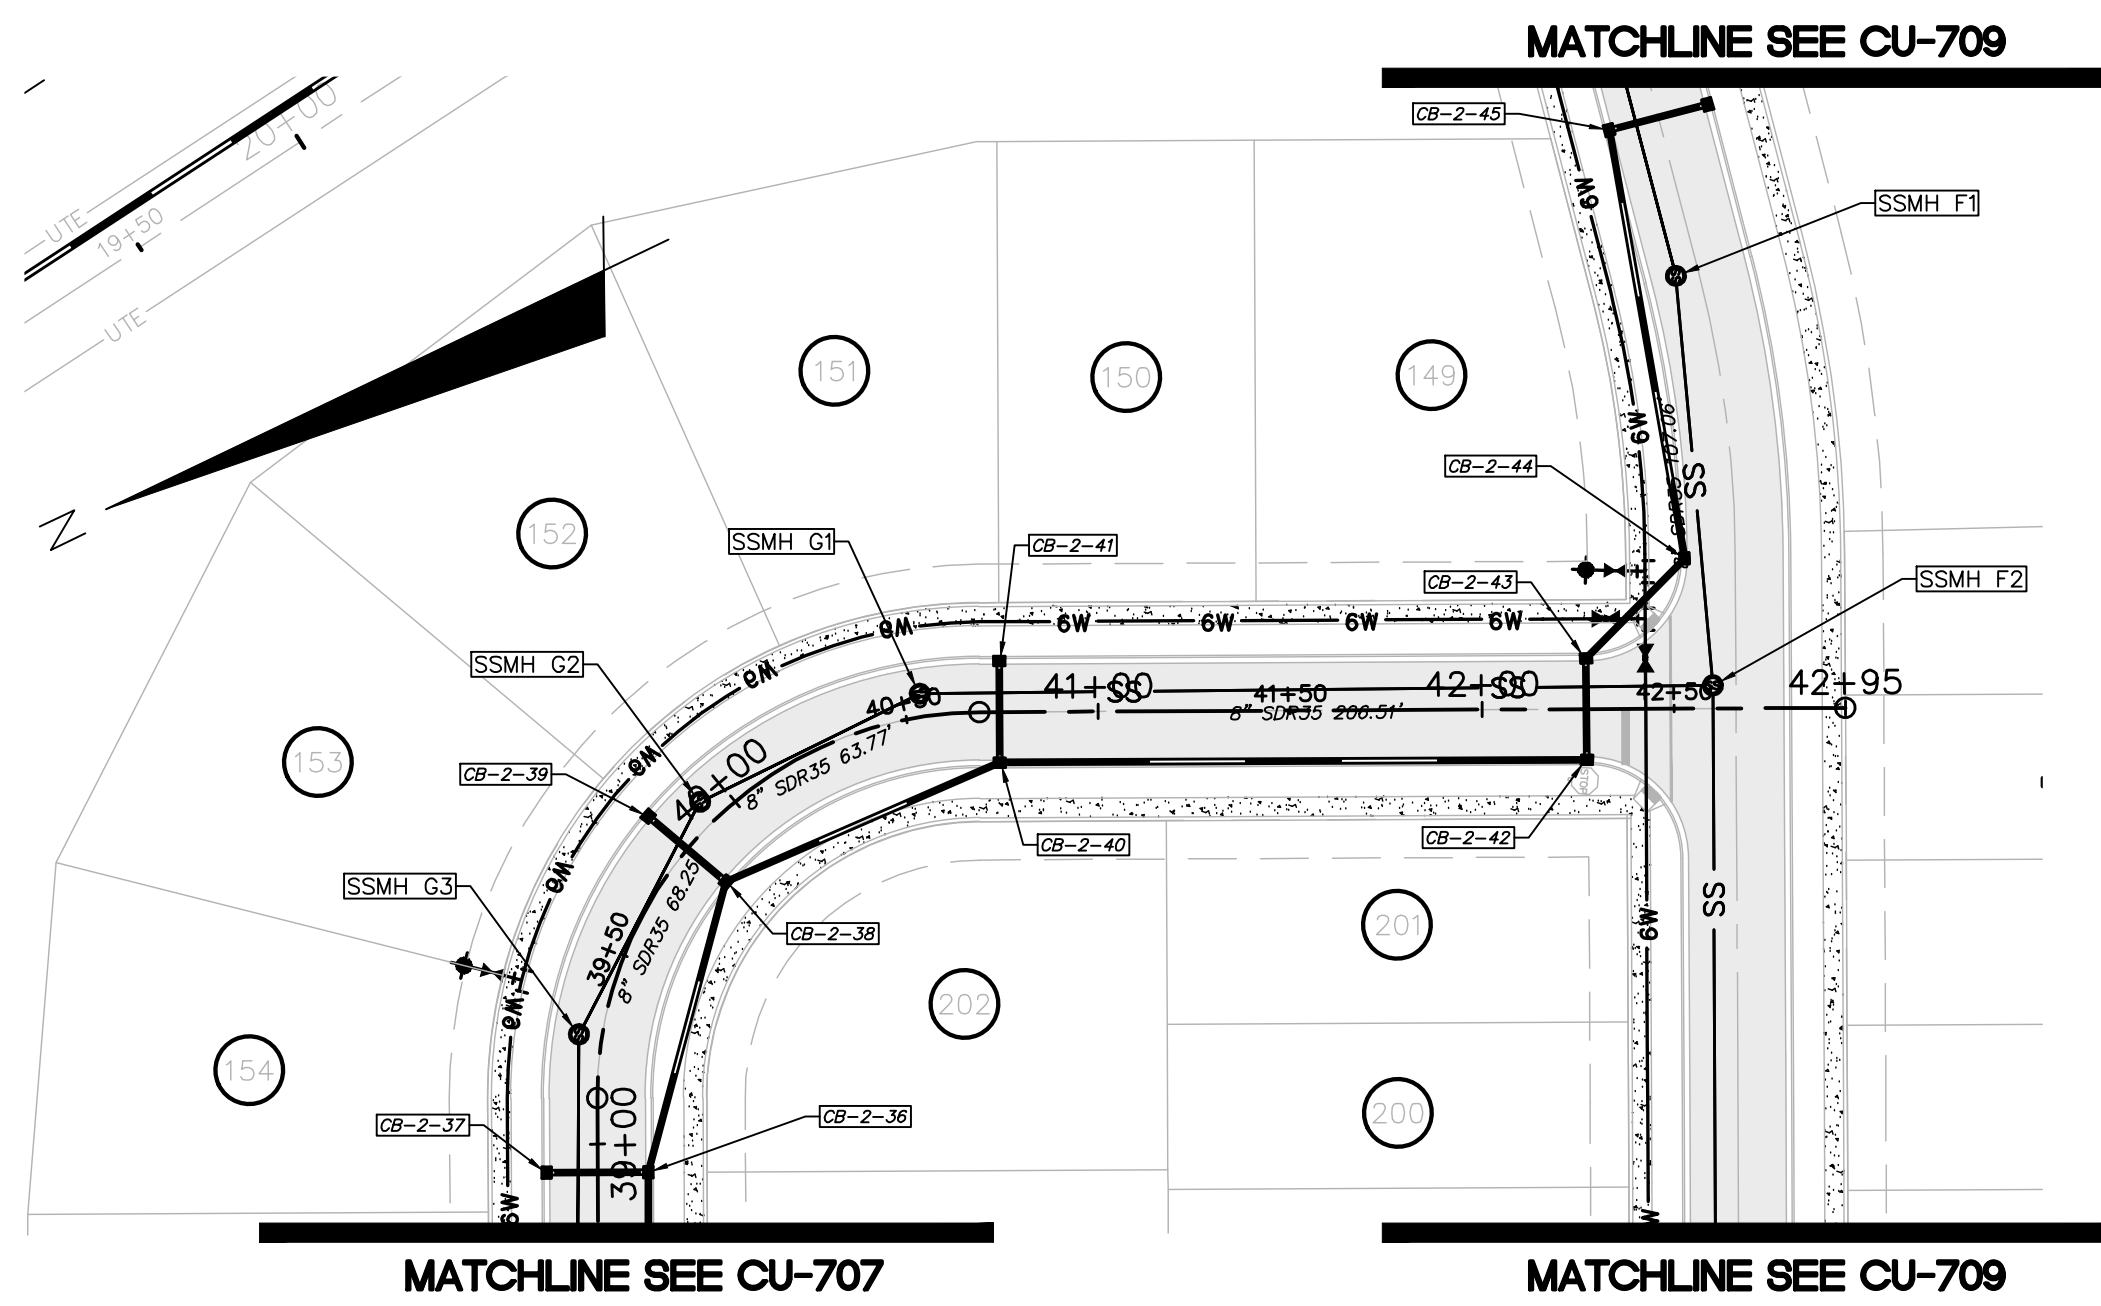 MATCHLINE SEE CU-709
20+00
CB-2-45
UTE
19+50
6W
SSMH F1
UTE
151
150
149
6W
107.06'
SDR35
CB-2-44
SS
N
152
SSMH G1
CB-2-41
CB-2-43
SSMH F2
6W
6W
6W
6W
6W
SSMH G2
6W
41+00
SS
41+50
42+00
SS
42+50
42+95
40+50
8" SDR35 206.51'
153
6W
40+00
8" SDR35 63.77'
CB-2-39
STOP
CB-2-40
CB-2-42
6W
SSMH G3
8" SDR35 68.25'
SS
CB-2-38
201
6W
39+50
202
6W
154
200
CB-2-37
CB-2-36
39+00
6W
W
MATCHLINE SEE CU-707
MATCHLINE SEE CU-709